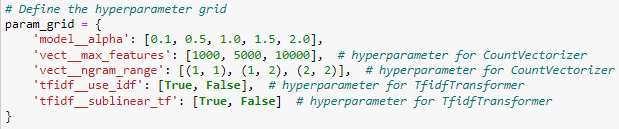 # Define the hyperparameter grid
param_grid = {
    'model__alpha': [0.1, 0.5, 1.0, 1.5, 2.0],
    'vect__max_features': [1000, 5000, 10000],  # hyperparameter for CountVectorizer
    'vect__ngram_range': [(1, 1), (1, 2), (2, 2)],  # hyperparameter for CountVectorizer
    'tfidf__use_idf': [True, False],  # hyperparameter for TfidfTransformer
    'tfidf__sublinear_tf': [True, False]  # hyperparameter for TfidfTransformer
}